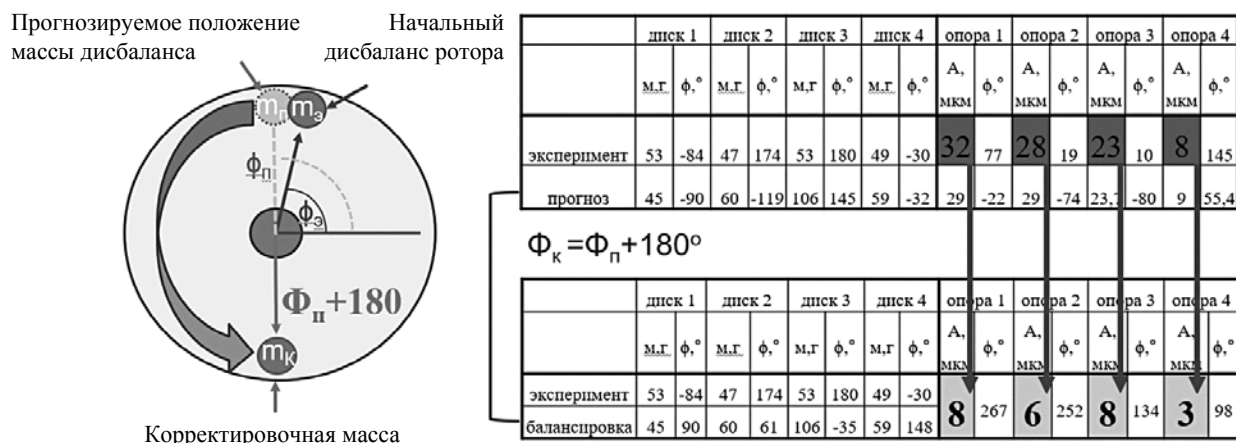 Прогнозируемое положение
массы дисбаланса
Начальный
дисбаланс ротора
mп mэ
ϕп
ϕэ
Φп+180
mК
Корректировочная масса
диск 1 диск 2 диск 3 диск 4 опора 1 опора 2 опора 3 опора 4
м,г ϕ,° м,г ϕ,° м,г ϕ,° м,г ϕ,° А, мкм ϕ,° А, мкм ϕ,° А, мкм ϕ,° А, мкм ϕ,°
эксперимент 53 -84 47 174 53 180 49 -30 32 77 28 19 23 10 8 145
прогноз 45 -90 60 -119 106 145 59 -32 29 -22 29 -74 23,7 -80 9 55,4
Φк =Φп+180о
диск 1 диск 2 диск 3 диск 4 опора 1 опора 2 опора 3 опора 4
м,г ϕ,° м,г ϕ,° м,г ϕ,° м,г ϕ,° А, мкм ϕ,° А, мкм ϕ,° А, мкм ϕ,° А, мкм ϕ,°
эксперимент 53 -84 47 174 53 180 49 -30
балансировка 45 90 60 61 106 -35 59 148 8 267 6 252 8 134 3 98